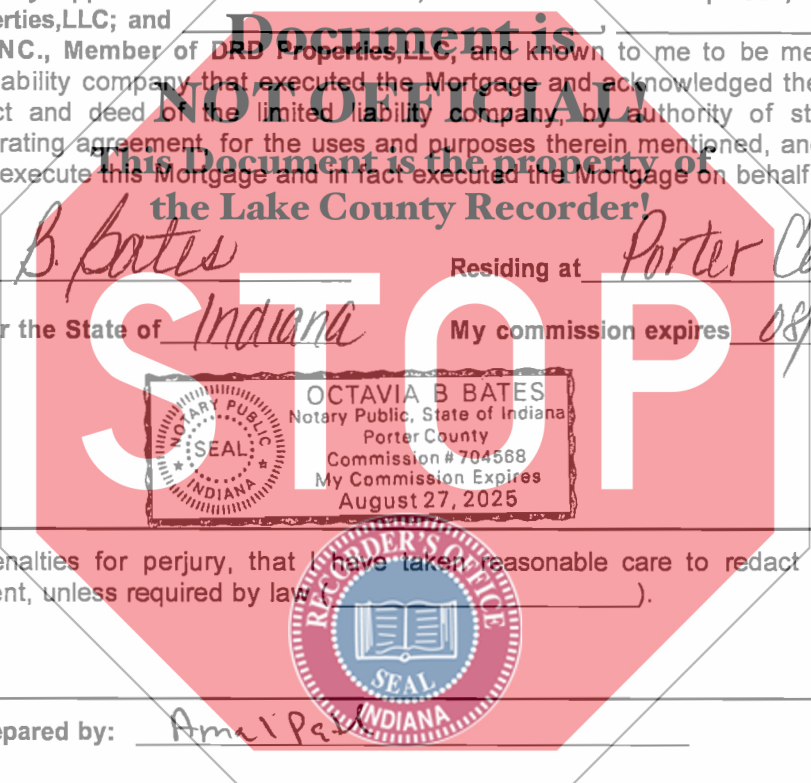 erties,LLC; and
Document is
NC., Member of DRD Properties,LLC, and known to me to be me
ability company that executed the Mortgage and acknowledged the
NOT OFFICIAL!
ct and deed of the limited liability company, by authority of st
rating agreement, for the uses and purposes therein mentioned, an
This Document is the property of
execute this Mortgage and in fact executed the Mortgage on behalf
the Lake County Recorder!
B. Bates Residing at Porter
r the State of Indiana My commission expires 08/
STOP
NOTARY PUBLIC
SEAL
INDIANA
OCTAVIA B BATES
Notary Public, State of Indiana
Porter County
Commission # 704568
My Commission Expires
August 27, 2025
enalties for perjury, that I have taken reasonable care to redact
ent, unless required by law ( ).
RECORDER'S OFFICE
SEAL
INDIANA
epared by: